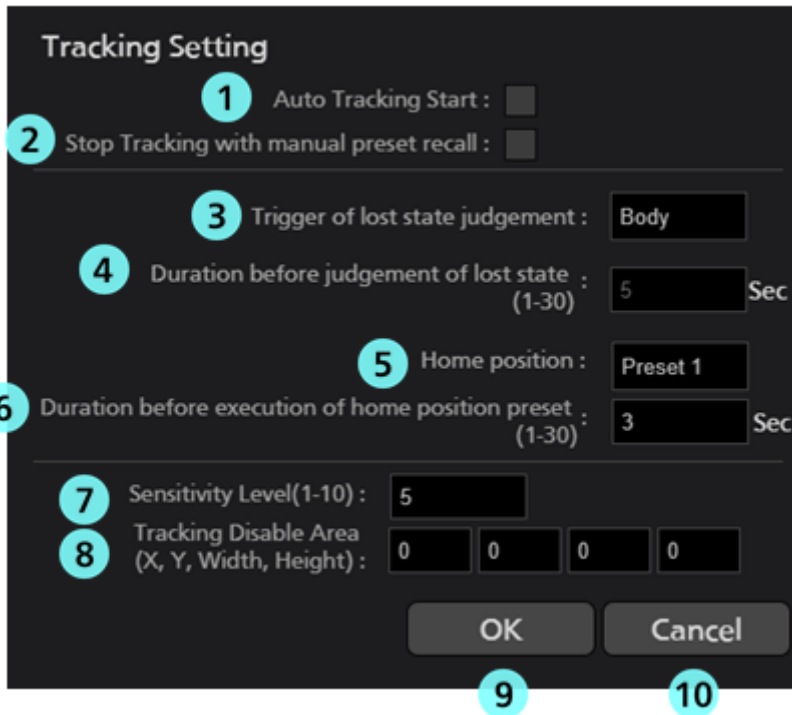 Tracking Setting
1 Auto Tracking Start :
2 Stop Tracking with manual preset recall :
3 Trigger of lost state judgement : Body
4 Duration before judgement of lost state : 5 Sec
(1-30)
5 Home position : Preset 1
6 Duration before execution of home position preset : 3 Sec
(1-30)
7 Sensitivity Level(1-10) : 5
8 Tracking Disable Area
(X, Y, Width, Height) : 0 0 0 0
OK Cancel
9 10